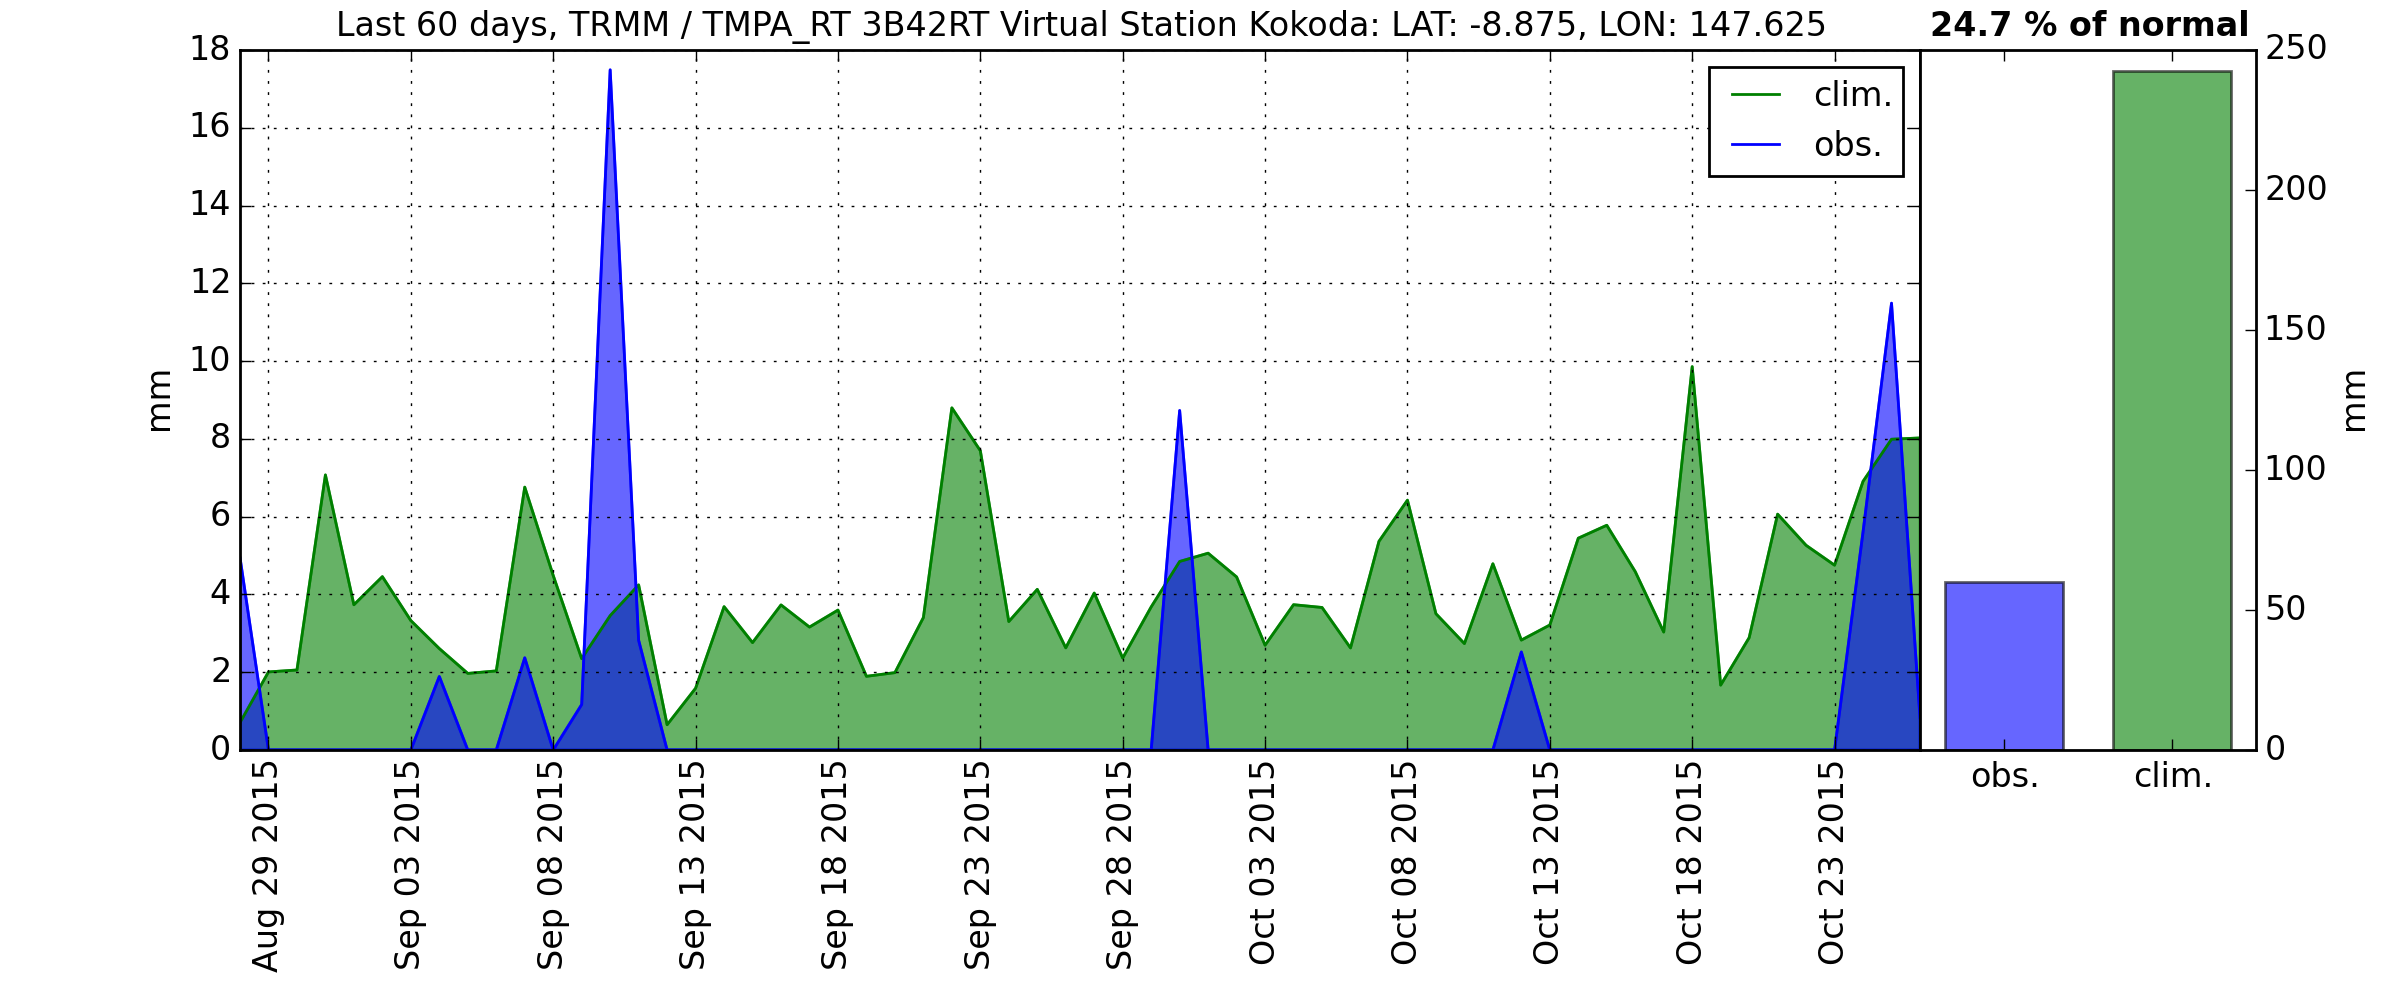 Last 60 days, TRMM / TMPA_RT 3B42RT Virtual Station Kokoda: LAT: -8.875, LON: 147.625
24.7 % of normal
18
16
14
12
10
8
6
4
2
0
mm
clim.
obs.
250
200
150
100
50
0
mm
Aug 29 2015
Sep 03 2015
Sep 08 2015
Sep 13 2015
Sep 18 2015
Sep 23 2015
Sep 28 2015
Oct 03 2015
Oct 08 2015
Oct 13 2015
Oct 18 2015
Oct 23 2015
obs.
clim.